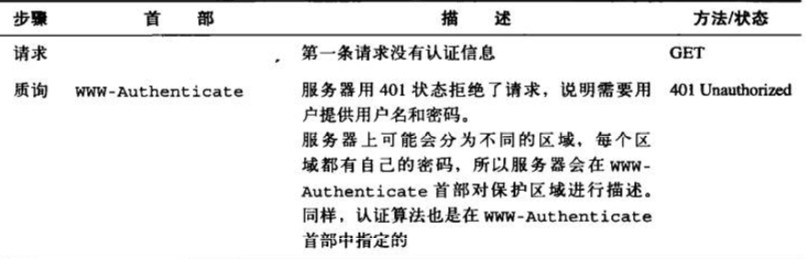 步骤 首 部 描 述 方法/状态
请求 第一条请求没有认证信息 GET
质询 WWW-Authenticate 服务器用 401 状态拒绝了请求，说明需要用 401 Unauthorized
户提供用户名和密码。
服务器上可能会分为不同的区域，每个区
域都有自己的密码，所以服务器会在 WWW-
Authenticate 首部对保护区域进行描述。
同样，认证算法也是在 WWW-Authenticate
首部中指定的